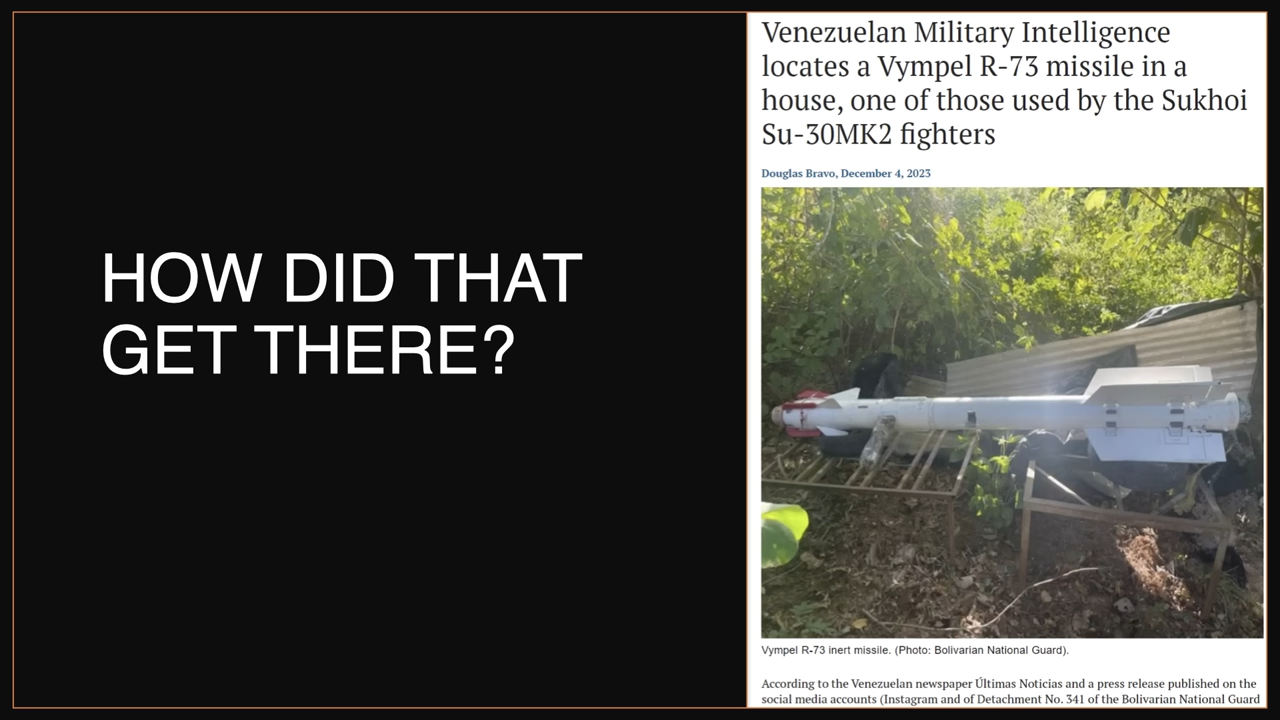 HOW DID THAT
GET THERE?
Venezuelan Military Intelligence
locates a Vympel R-73 missile in a
house, one of those used by the Sukhoi
Su-30MK2 fighters
Douglas Bravo, December 4, 2023
Vympel R-73 inert missile. (Photo: Bolivarian National Guard).
According to the Venezuelan newspaper Últimas Noticias and a press release published on the
social media accounts (Instagram and of Detachment No. 341 of the Bolivarian National Guard